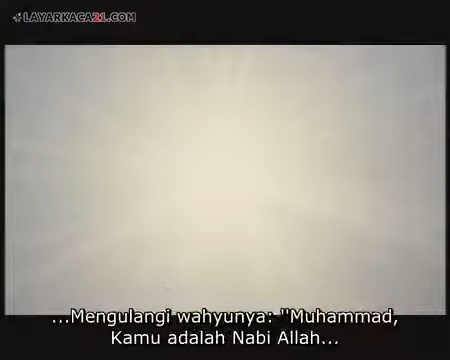 LAYARKACA21.COM
...Mengulangi wahyunya: "Muhammad,
Kamu adalah Nabi Allah...